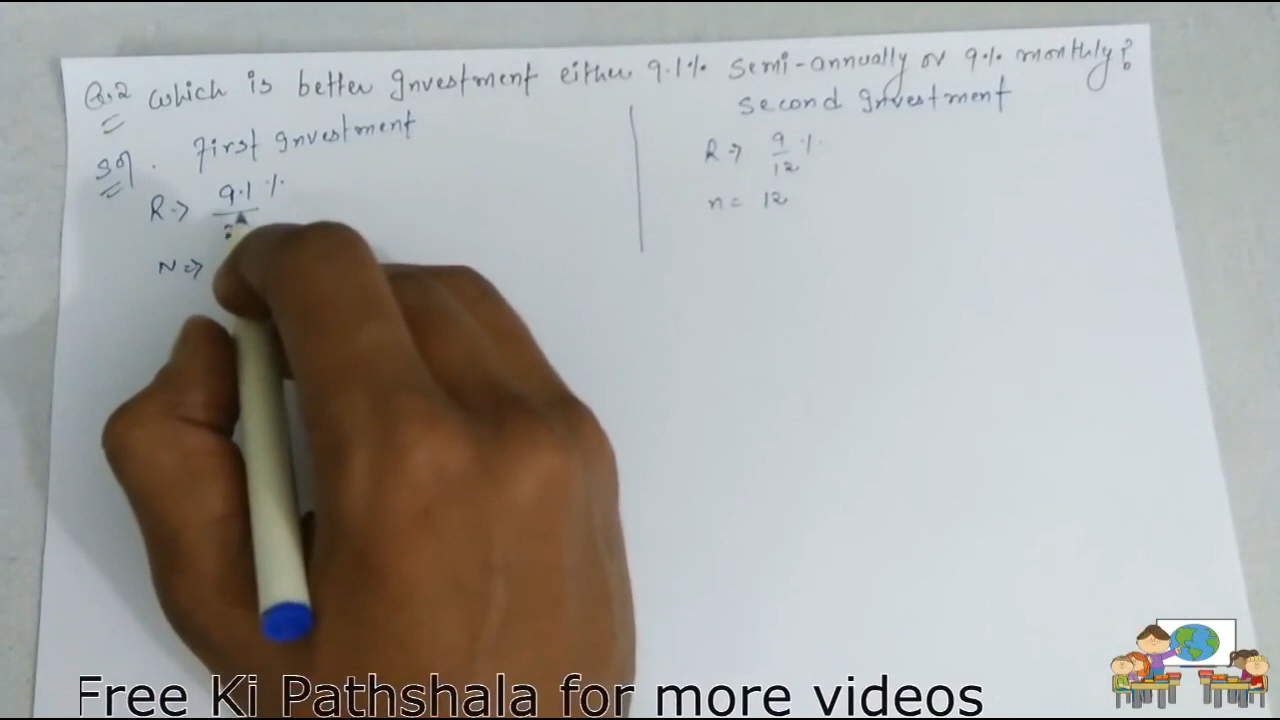 Q.2 which is better Investment either 9.1% semi-annually or 9% monthly?
Sol. First Investment
R→ 9.1/2 %
N⇒
Second Investment
R→ 9/12 %
n= 12
Free Ki Pathshala for more videos